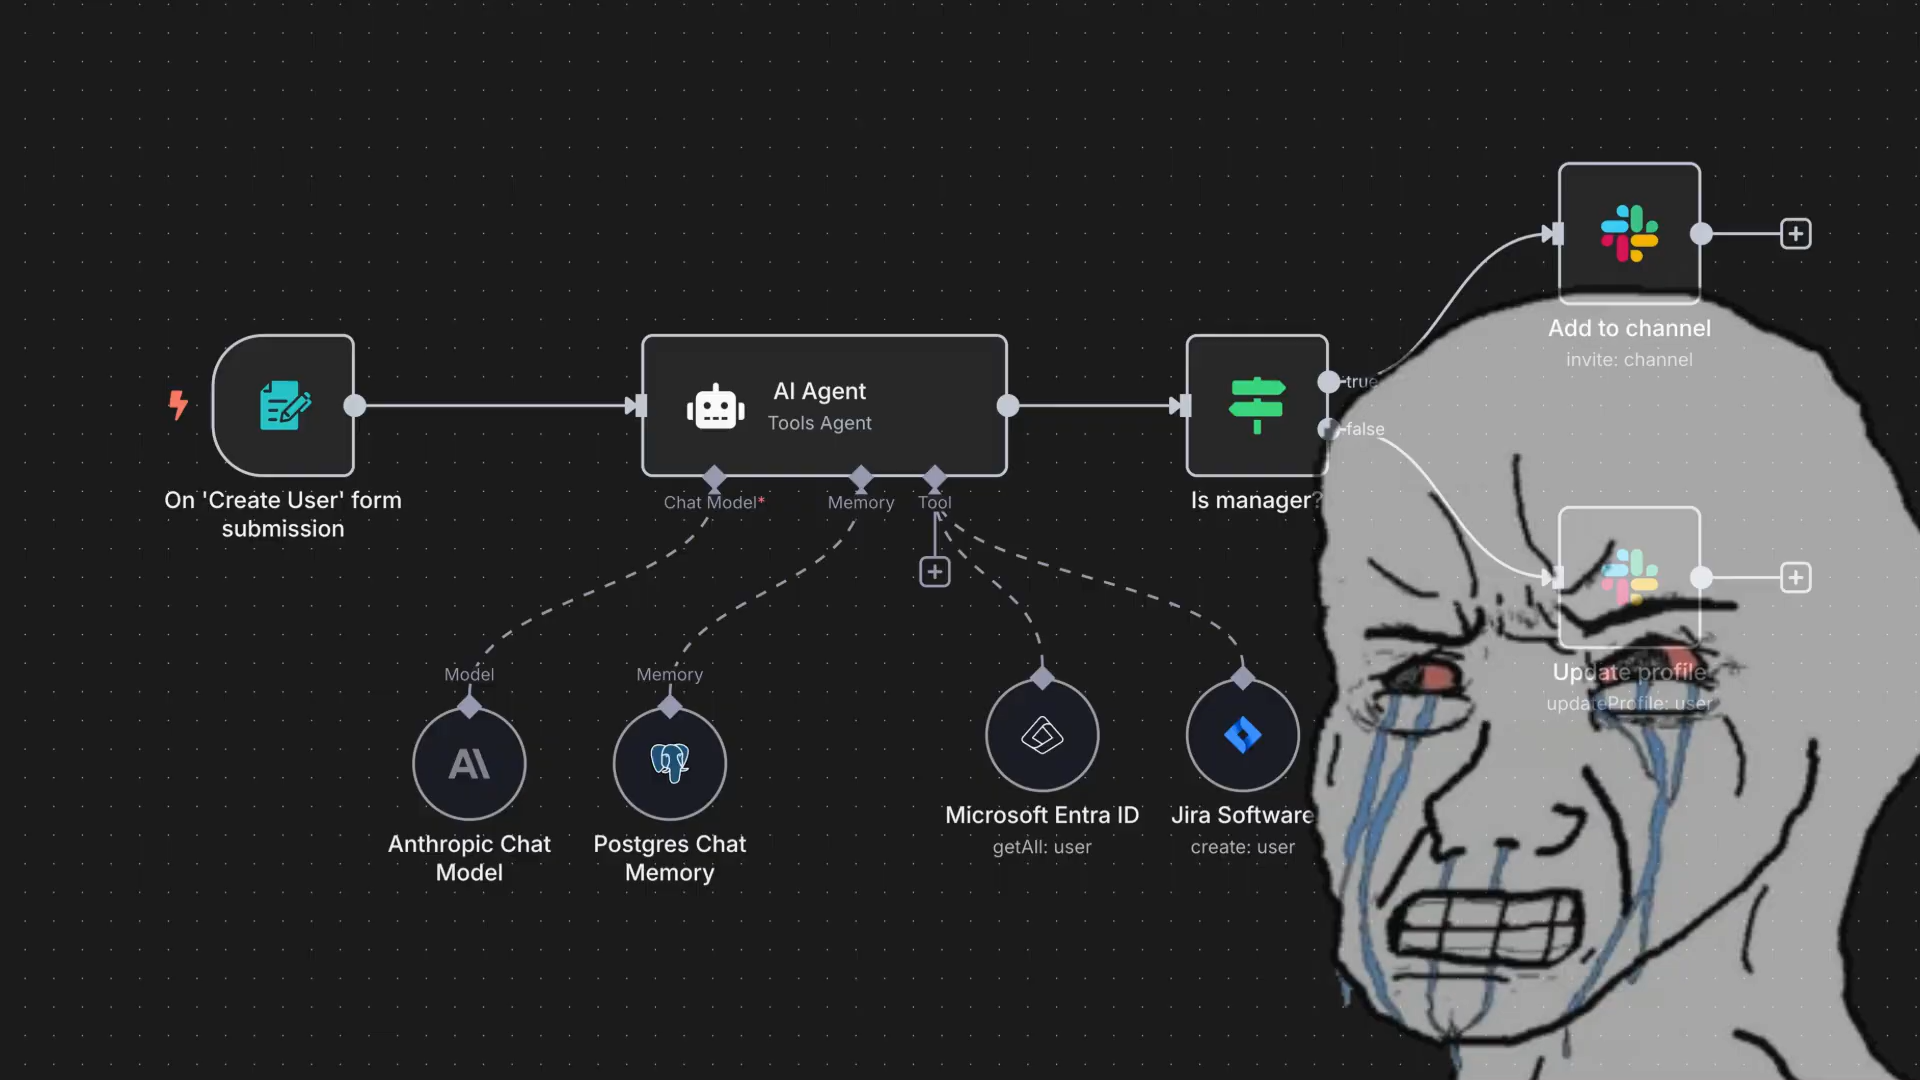 Add to channel
invite: channel
true
false
AI Agent
Tools Agent
Chat Model*
Memory
Tool
On 'Create User' form
submission
Is manager?
Update profile
updateProfile: user
Model
Memory
Anthropic Chat
Model
Postgres Chat
Memory
Microsoft Entra ID
getAll: user
Jira Software
create: user